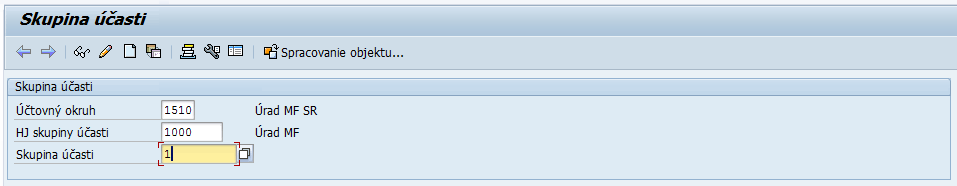 Skupina účasti
Spracovanie objektu...
Skupina účasti
Účtovný okruh 1510 Úrad MF SR
HJ skupiny účasti 1000 Úrad MF
Skupina účasti 1